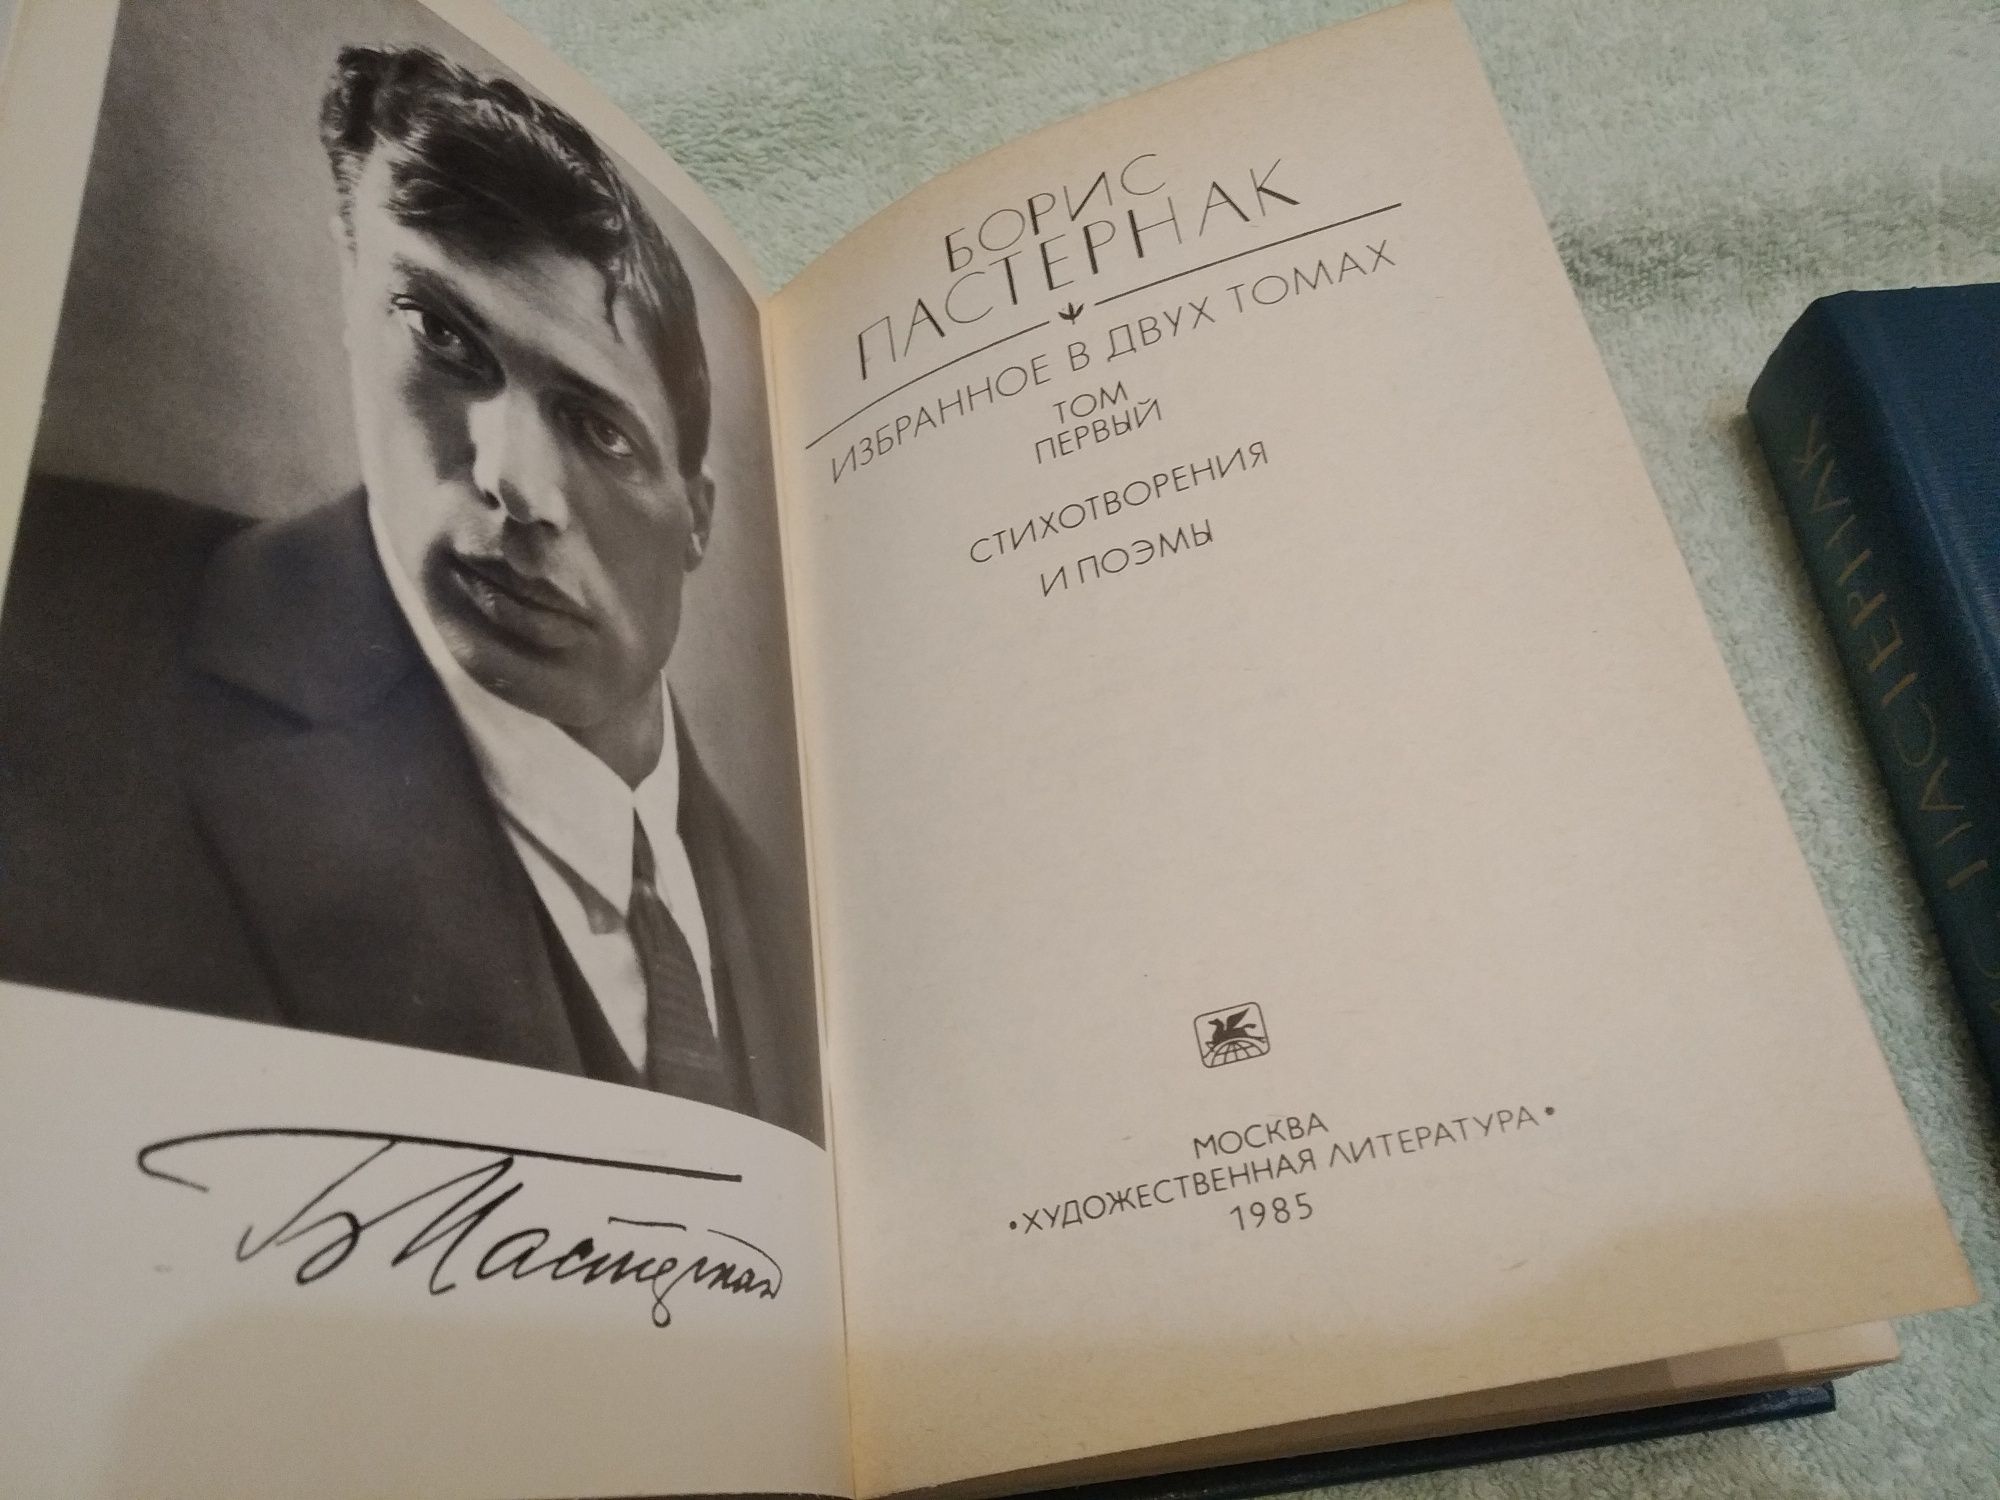 БОРИС
ПАСТЕРНАК
ИЗБРАННОЕ В ДВУХ ТОМАХ
ТОМ
ПЕРВЫЙ
СТИХОТВОРЕНИЯ
И ПОЭМЫ
МОСКВА
•ХУДОЖЕСТВЕННАЯ ЛИТЕРАТУРА•
1985
Б Пастернак
ПАСТЕРНАК